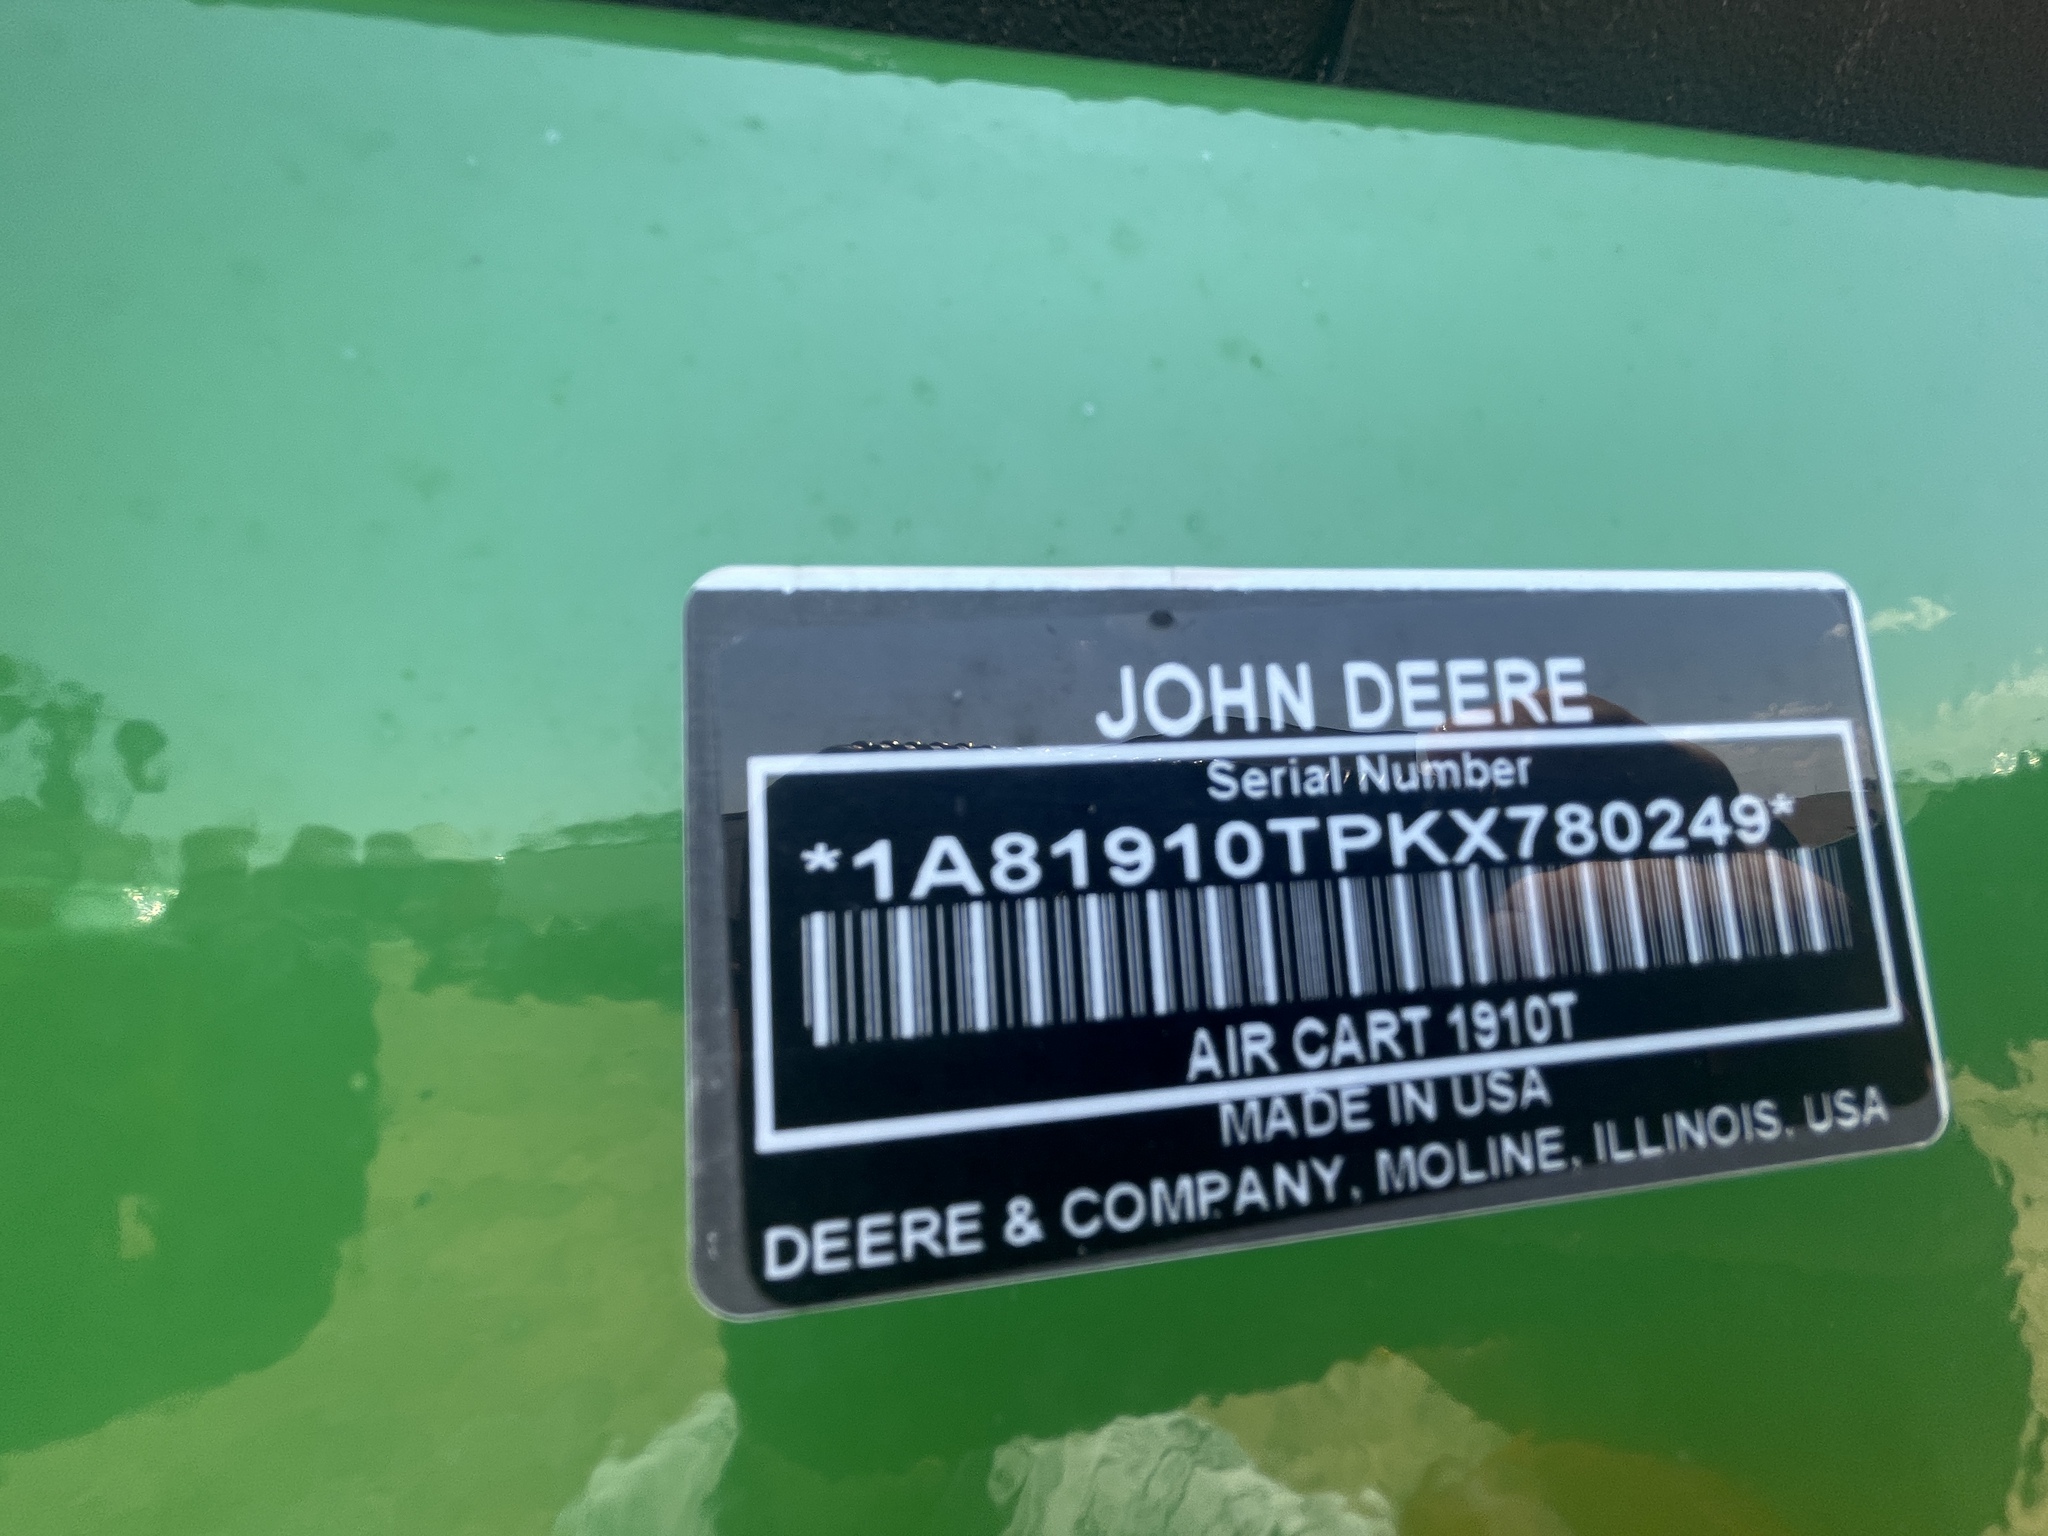 JOHN DEERE
Serial Number
*1A81910TPKX780249*
AIR CART 1910T
MADE IN USA
DEERE & COMPANY, MOLINE, ILLINOIS, USA